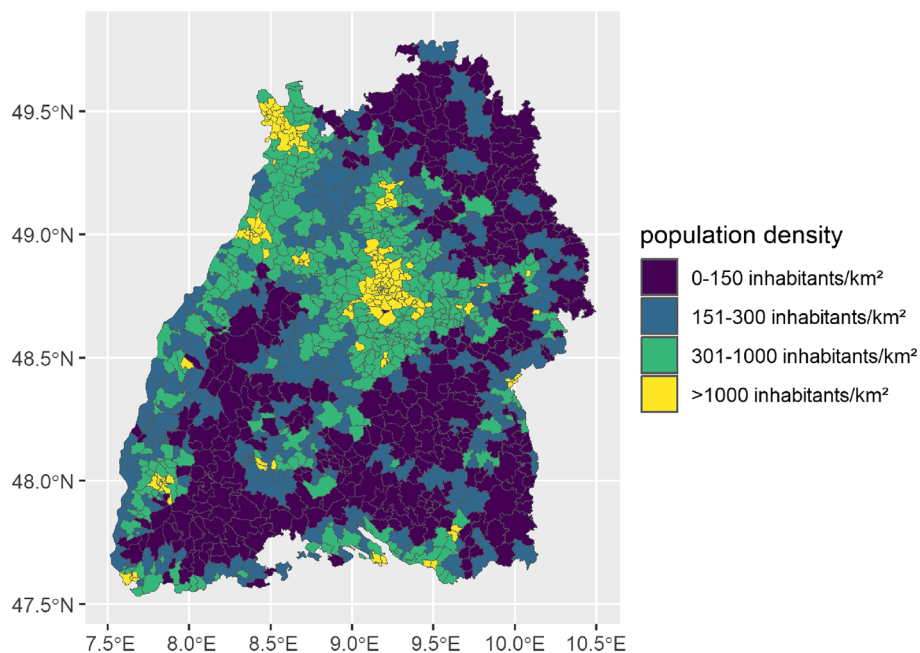 49.5°N
49.0°N
48.5°N
48.0°N
47.5°N
7.5°E 8.0°E 8.5°E 9.0°E 9.5°E 10.0°E 10.5°E
population density
0-150 inhabitants/km²
151-300 inhabitants/km²
301-1000 inhabitants/km²
>1000 inhabitants/km²